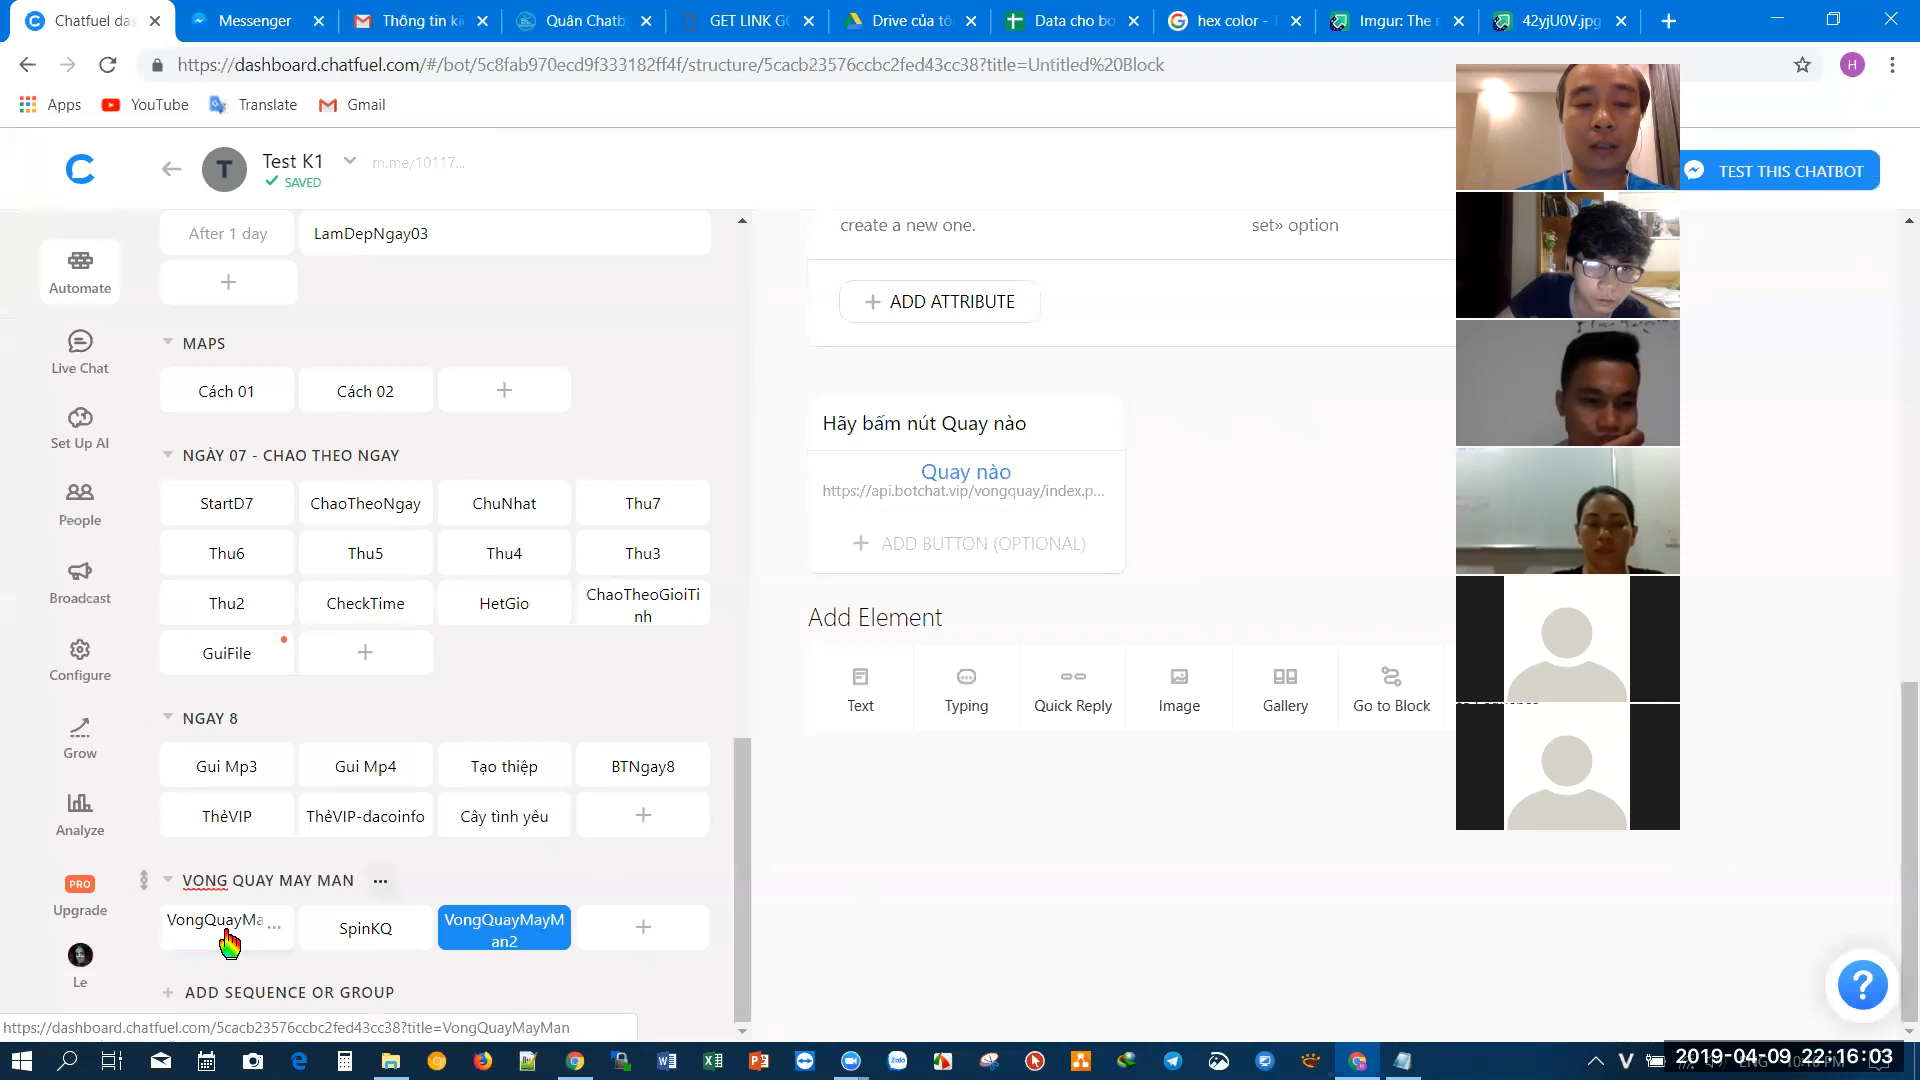 Chatfuel das
Messenger
Thông tin ki
Quân Chatb
GET LINK GO
Drive của tô
Data cho bo
hex color -
Imgur: The
42yjU0V.jpg
https://dashboard.chatfuel.com/#/bot/5c8fab970ecd9f333182ff4f/structure/5cacb23576ccbc2fed43cc38?title=Untitled%20Block
H
Apps
YouTube
Translate
Gmail
T
Test K1
m.me/10117...
SAVED
TEST THIS CHATBOT
Automate
Live Chat
Set Up AI
People
Broadcast
Configure
Grow
Analyze
PRO
Upgrade
Le
After 1 day
LamDepNgay03
MAPS
Cách 01
Cách 02
NGÀY 07 - CHAO THEO NGAY
StartD7
ChaoTheoNgay
ChuNhat
Thu7
Thu6
Thu5
Thu4
Thu3
Thu2
CheckTime
HetGio
ChaoTheoGioiTi
nh
GuiFile
NGAY 8
Gui Mp3
Gui Mp4
Tạo thiệp
BTNgay8
ThẻVIP
ThẻVIP-dacoinfo
Cây tình yêu
VONG QUAY MAY MAN
VongQuayMa
SpinKQ
VongQuayMayM
an2
ADD SEQUENCE OR GROUP
create a new one.
set» option
ADD ATTRIBUTE
Hãy bấm nút Quay nào
Quay nào
https://api.botchat.vip/vongquay/index.p...
ADD BUTTON (OPTIONAL)
Add Element
Text
Typing
Quick Reply
Image
Gallery
Go to Block
https://dashboard.chatfuel.com/5cacb23576ccbc2fed43cc38?title=VongQuayMayMan
2019-04-09 22:16:03